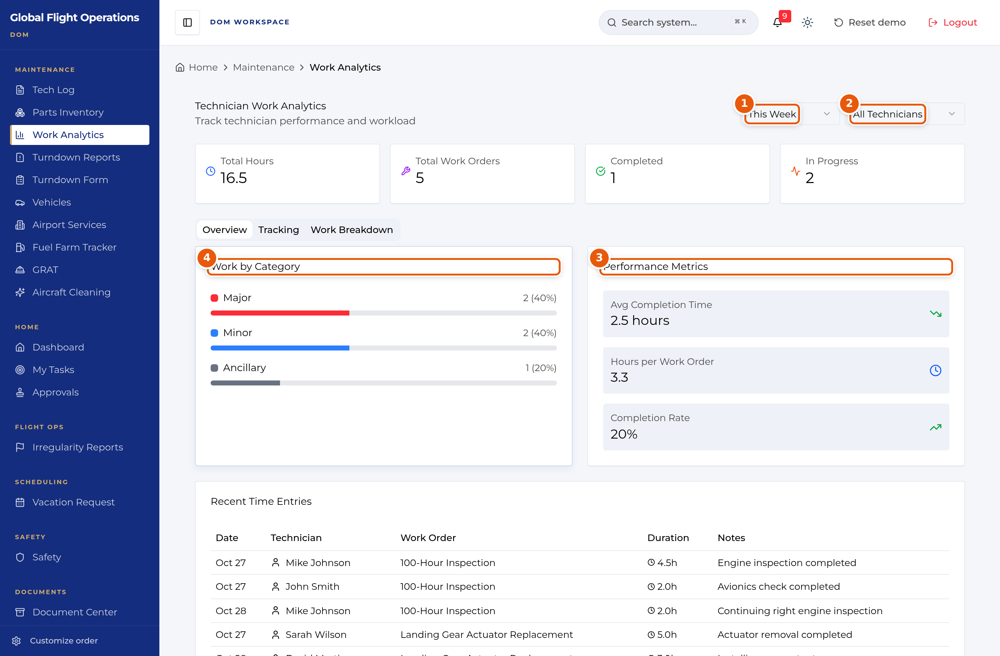 Global Flight Operations
DOM
MAINTENANCE
Tech Log
Parts Inventory
Work Analytics
Turndown Reports
Turndown Form
Vehicles
Airport Services
Fuel Farm Tracker
GRAT
Aircraft Cleaning
HOME
Dashboard
My Tasks
Approvals
FLIGHT OPS
Irregularity Reports
SCHEDULING
Vacation Request
SAFETY
Safety
DOCUMENTS
Document Center
Customize order
DOM WORKSPACE
Search system...
⌘ K
9
Reset demo
Logout
Home > Maintenance > Work Analytics
Technician Work Analytics
Track technician performance and workload
1
This Week
2
All Technicians
Total Hours
16.5
Total Work Orders
5
Completed
1
In Progress
2
Overview
Tracking
Work Breakdown
4
Work by Category
Major 2 (40%)
Minor 2 (40%)
Ancillary 1 (20%)
3
Performance Metrics
Avg Completion Time
2.5 hours
Hours per Work Order
3.3
Completion Rate
20%
Recent Time Entries
Date Technician Work Order Duration Notes
Oct 27 Mike Johnson 100-Hour Inspection 4.5h Engine inspection completed
Oct 27 John Smith 100-Hour Inspection 2.0h Avionics check completed
Oct 28 Mike Johnson 100-Hour Inspection 2.0h Continuing right engine inspection
Oct 27 Sarah Wilson Landing Gear Actuator Replacement 5.0h Actuator removal completed